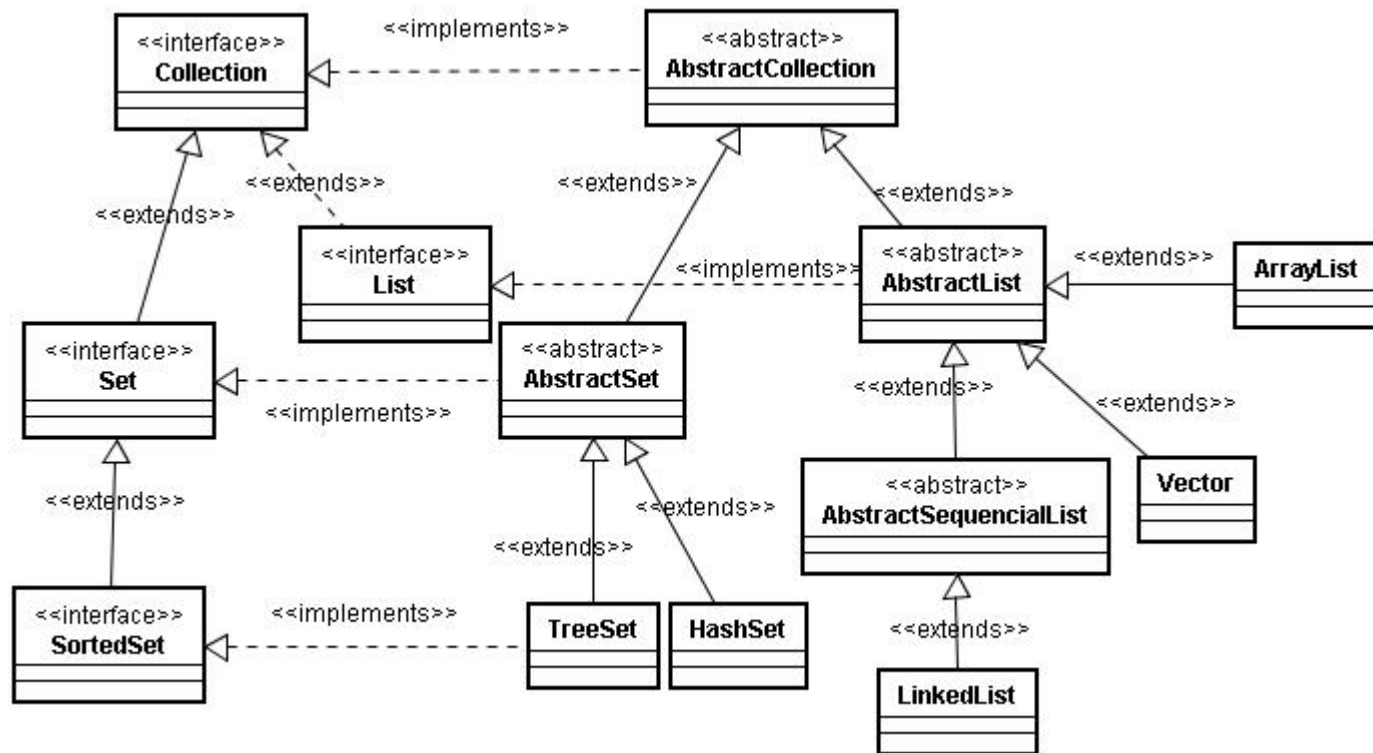 <<interface>>
Collection
<<implements>>
<<abstract>>
AbstractCollection
<<extends>>
<<extends>>
<<extends>>
<<extends>>
<<interface>>
List
<<implements>>
<<abstract>>
AbstractList
<<extends>>
ArrayList
<<interface>>
Set
<<implements>>
<<abstract>>
AbstractSet
<<extends>>
<<extends>>
<<extends>>
<<extends>>
<<extends>>
<<abstract>>
AbstractSequencialList
Vector
<<interface>>
SortedSet
<<implements>>
TreeSet
HashSet
<<extends>>
LinkedList